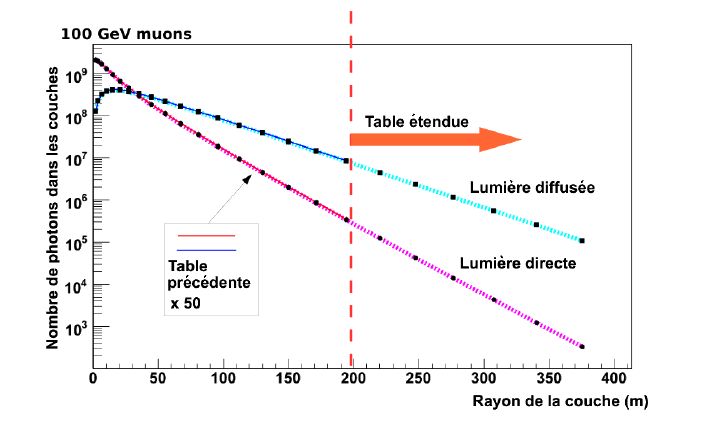 100 GeV muons
Nombre de photons dans les couches
10⁹
10⁸
10⁷
10⁶
10⁵
10⁴
10³
Table étendue
Lumière diffusée
Lumière directe
Table
précédente
x 50
0 50 100 150 200 250 300 350 400
Rayon de la couche (m)